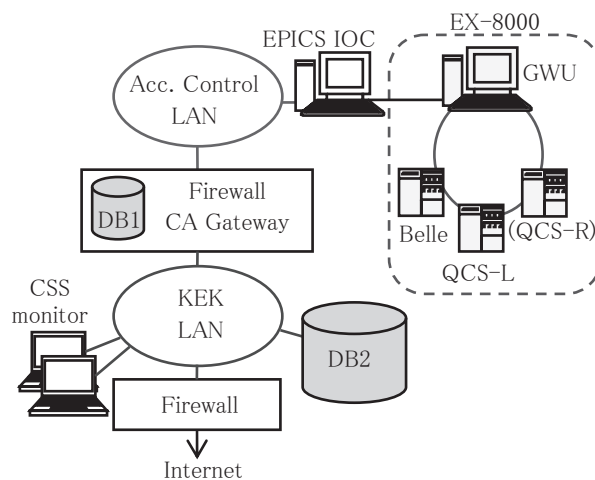 EX-8000
EPICS IOC
GWU
Acc. Control
LAN
Firewall
CA Gateway
DB1
Belle
(QCS-R)
QCS-L
CSS
monitor
KEK
LAN
DB2
Firewall
Internet